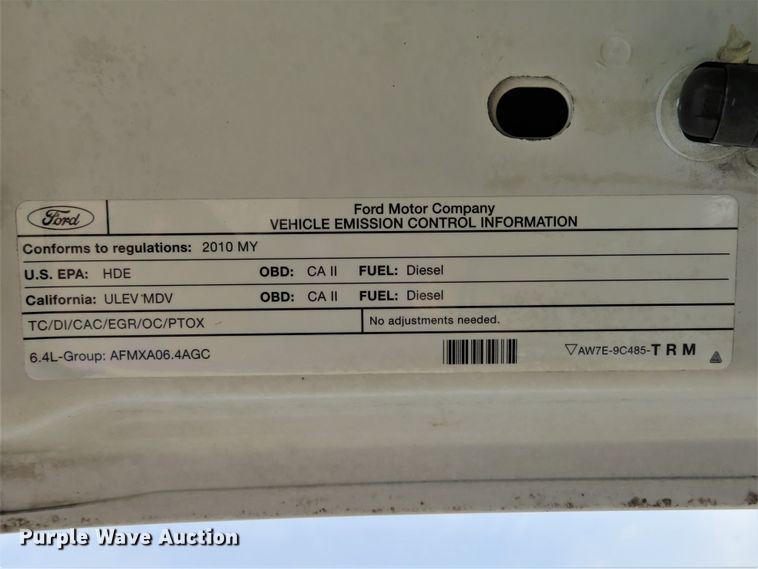 Ford
Ford Motor Company
VEHICLE EMISSION CONTROL INFORMATION
Conforms to regulations: 2010 MY
U.S. EPA: HDE OBD: CA II FUEL: Diesel
California: ULEV MDV OBD: CA II FUEL: Diesel
TC/DI/CAC/EGR/OC/PTOX No adjustments needed.
6.4L-Group: AFMXA06.4AGC AW7E-9C485-TRM
Purple Wave Auction